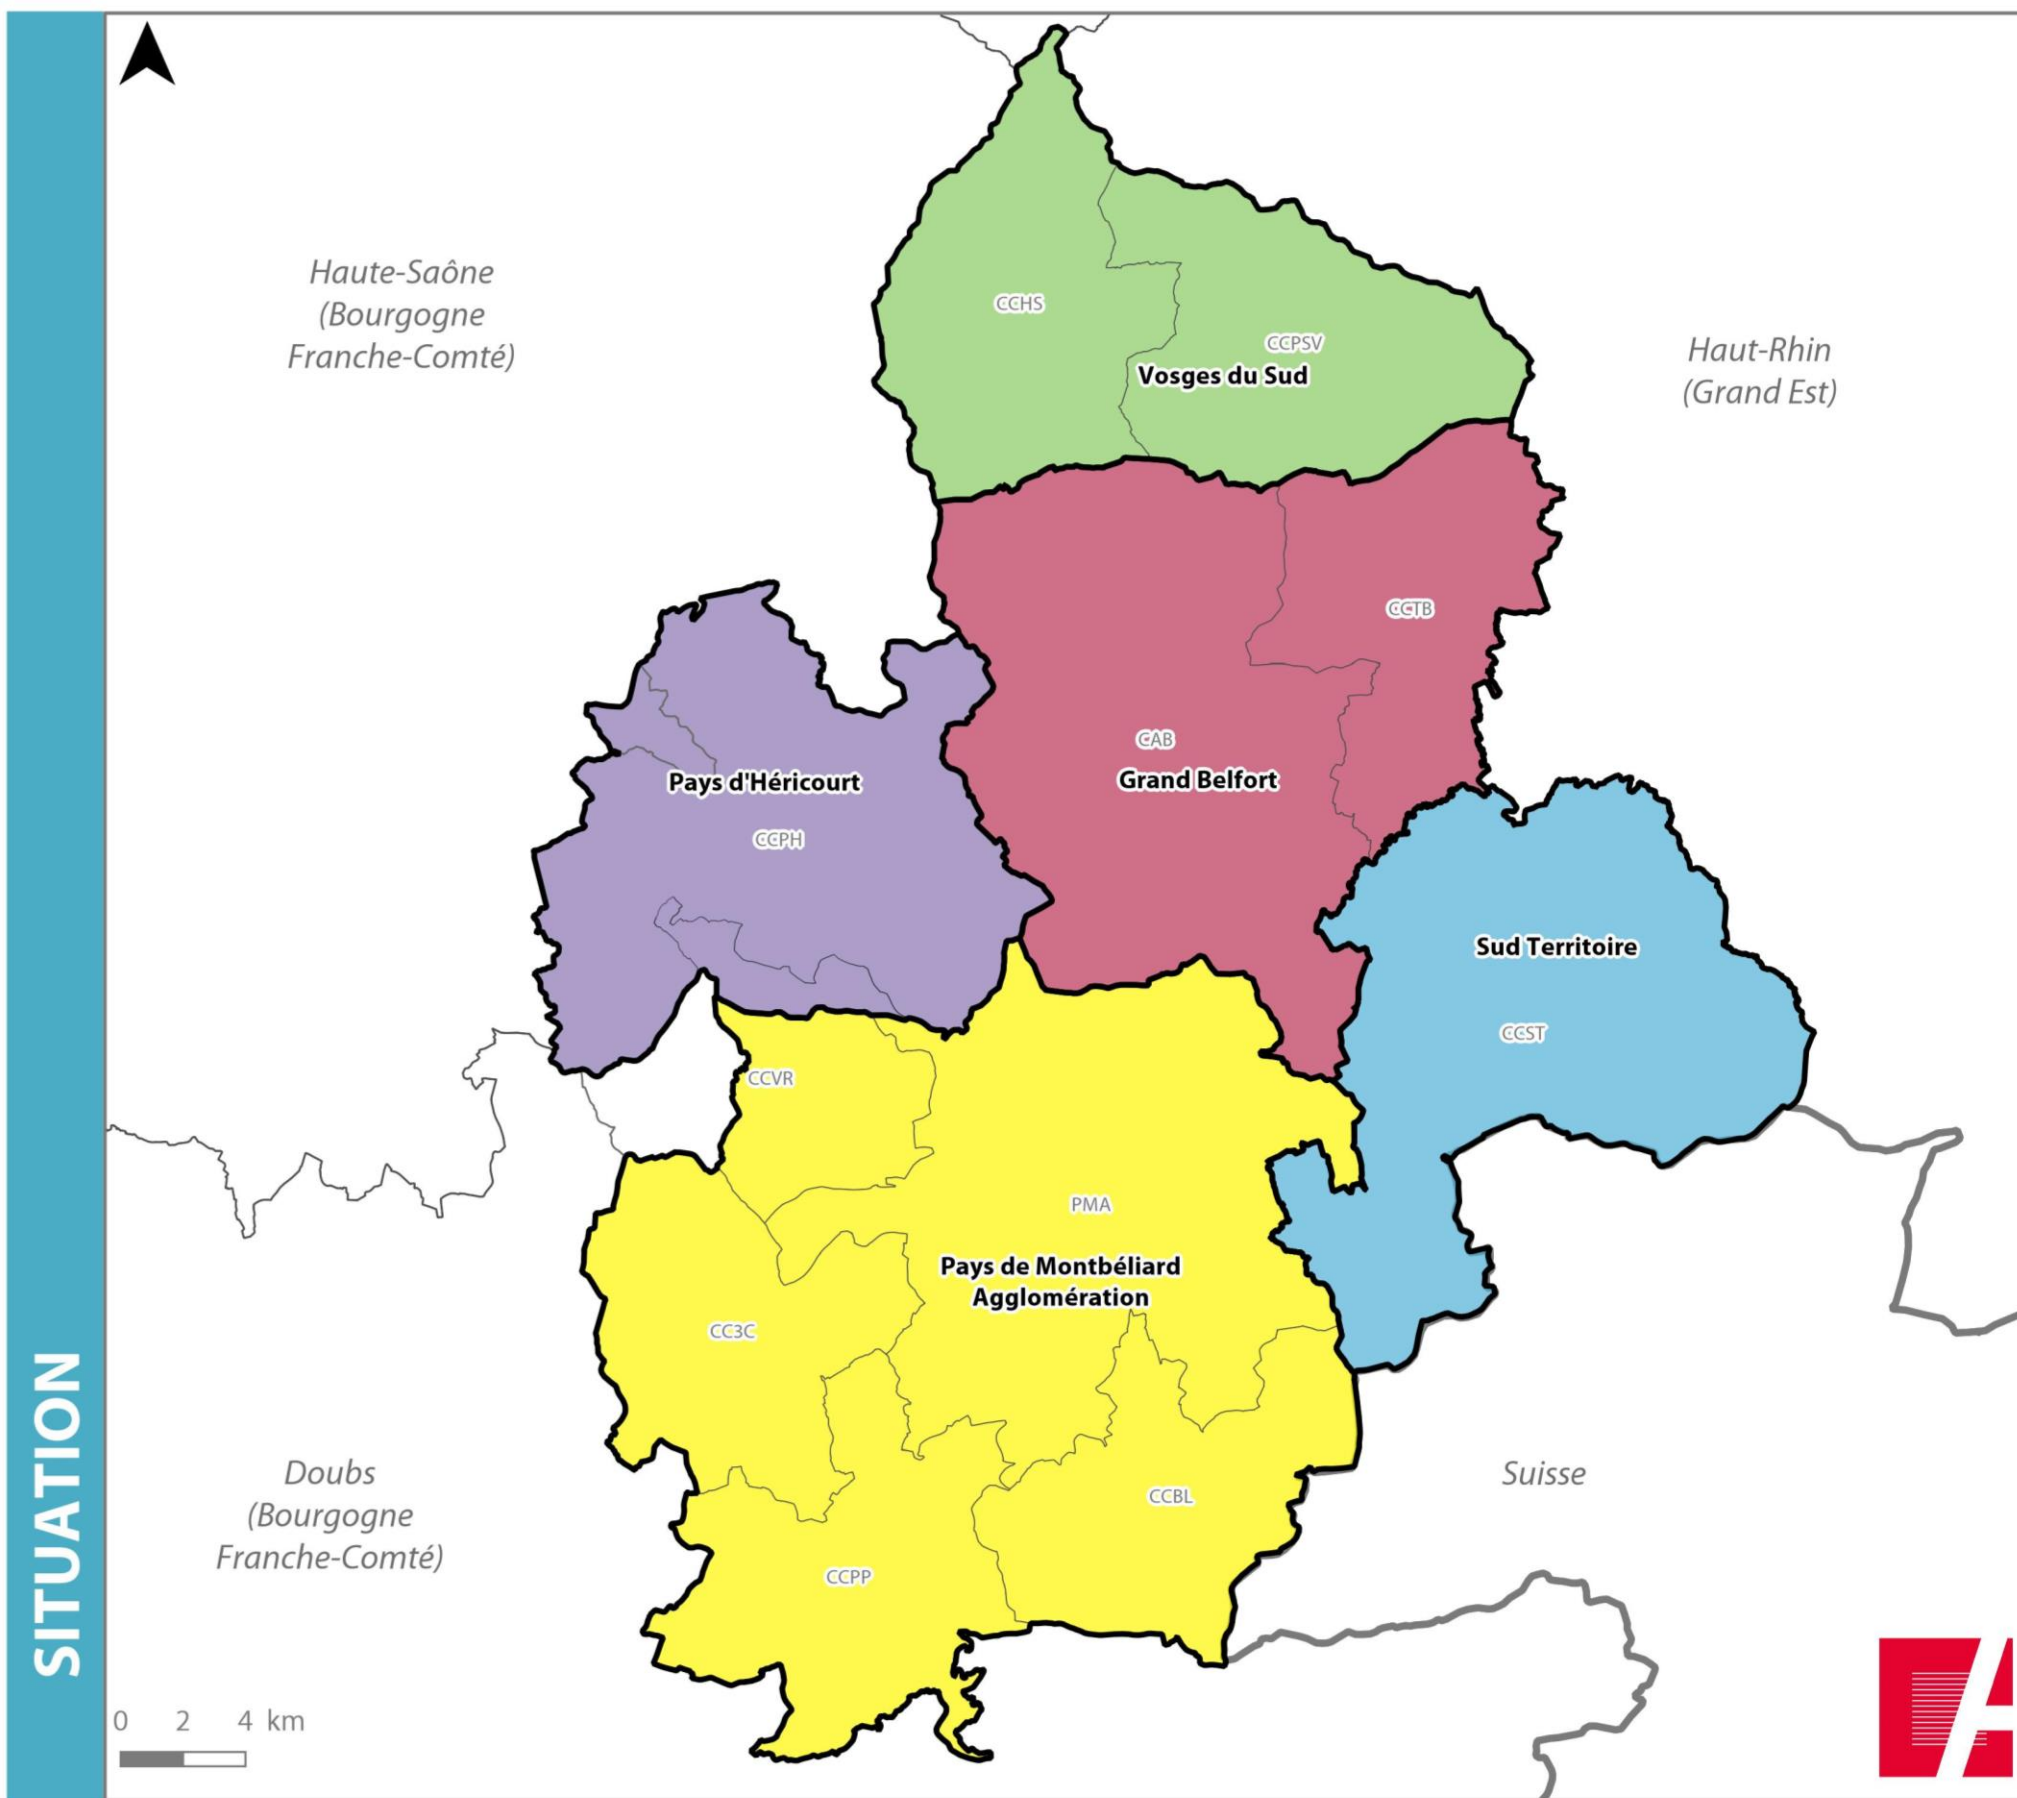 SITUATION
Haute-Saône
(Bourgogne
Franche-Comté)
CCHS
CCPSV
Vosges du Sud
Haut-Rhin
(Grand Est)
CCTB
CAB
Grand Belfort
Pays d'Héricourt
CCPH
Sud Territoire
CCST
CCVR
PMA
Pays de Montbéliard
Agglomération
CC3C
Doubs
(Bourgogne
Franche-Comté)
Suisse
CCBL
CCPP
0 2 4 km